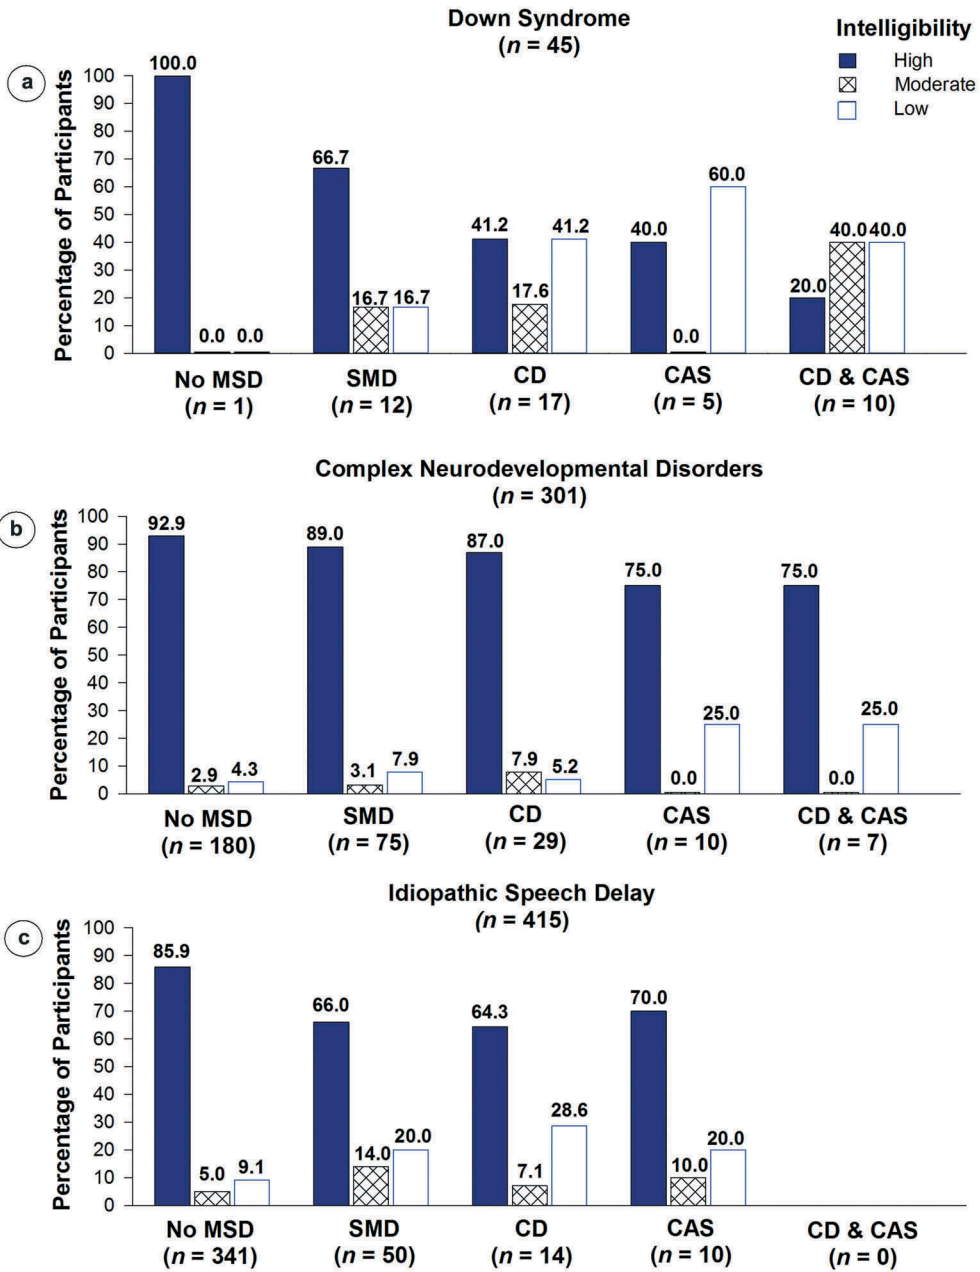 Down Syndrome
(n = 45)
Intelligibility
High
Moderate
Low
a
Percentage of Participants
100
90
80
70
60
50
40
30
20
10
0
100.0
0.0
0.0
66.7
16.7
16.7
41.2
17.6
41.2
40.0
0.0
60.0
20.0
40.0
40.0
No MSD
(n = 1)
SMD
(n = 12)
CD
(n = 17)
CAS
(n = 5)
CD & CAS
(n = 10)
Complex Neurodevelopmental Disorders
(n = 301)
b
Percentage of Participants
100
90
80
70
60
50
40
30
20
10
0
92.9
2.9
4.3
89.0
3.1
7.9
87.0
7.9
5.2
75.0
0.0
25.0
75.0
0.0
25.0
No MSD
(n = 180)
SMD
(n = 75)
CD
(n = 29)
CAS
(n = 10)
CD & CAS
(n = 7)
Idiopathic Speech Delay
(n = 415)
c
Percentage of Participants
100
90
80
70
60
50
40
30
20
10
0
85.9
5.0
9.1
66.0
14.0
20.0
64.3
7.1
28.6
70.0
10.0
20.0
No MSD
(n = 341)
SMD
(n = 50)
CD
(n = 14)
CAS
(n = 10)
CD & CAS
(n = 0)